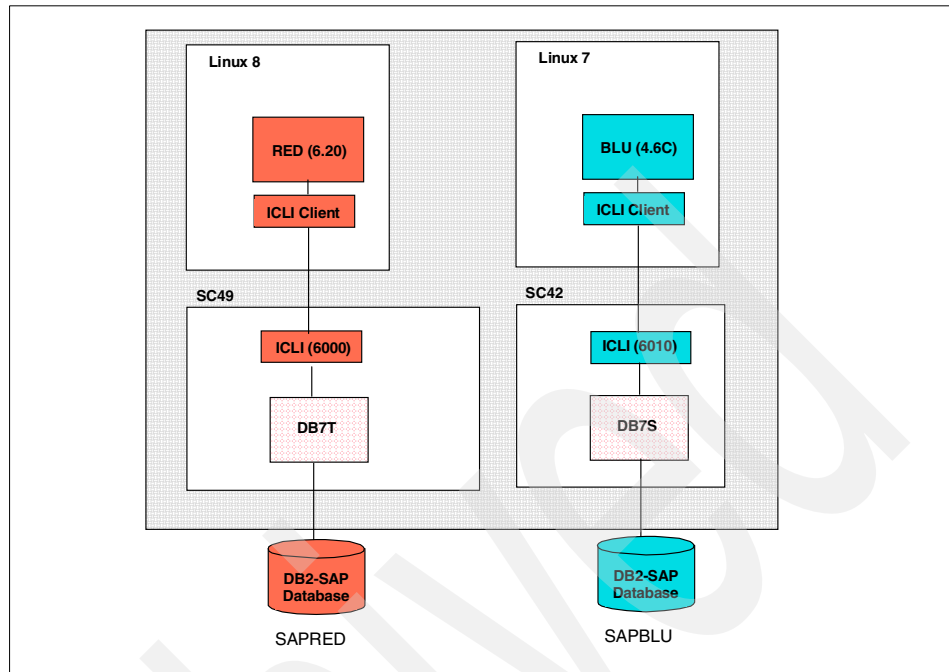 Linux 8
Linux 7
RED (6.20)
BLU (4.6C)
ICLI Client
ICLI Client
SC49
SC42
ICLI (6000)
ICLI (6010)
DB7T
DB7S
DB2-SAP
Database
DB2-SAP
Database
SAPRED
SAPBLU